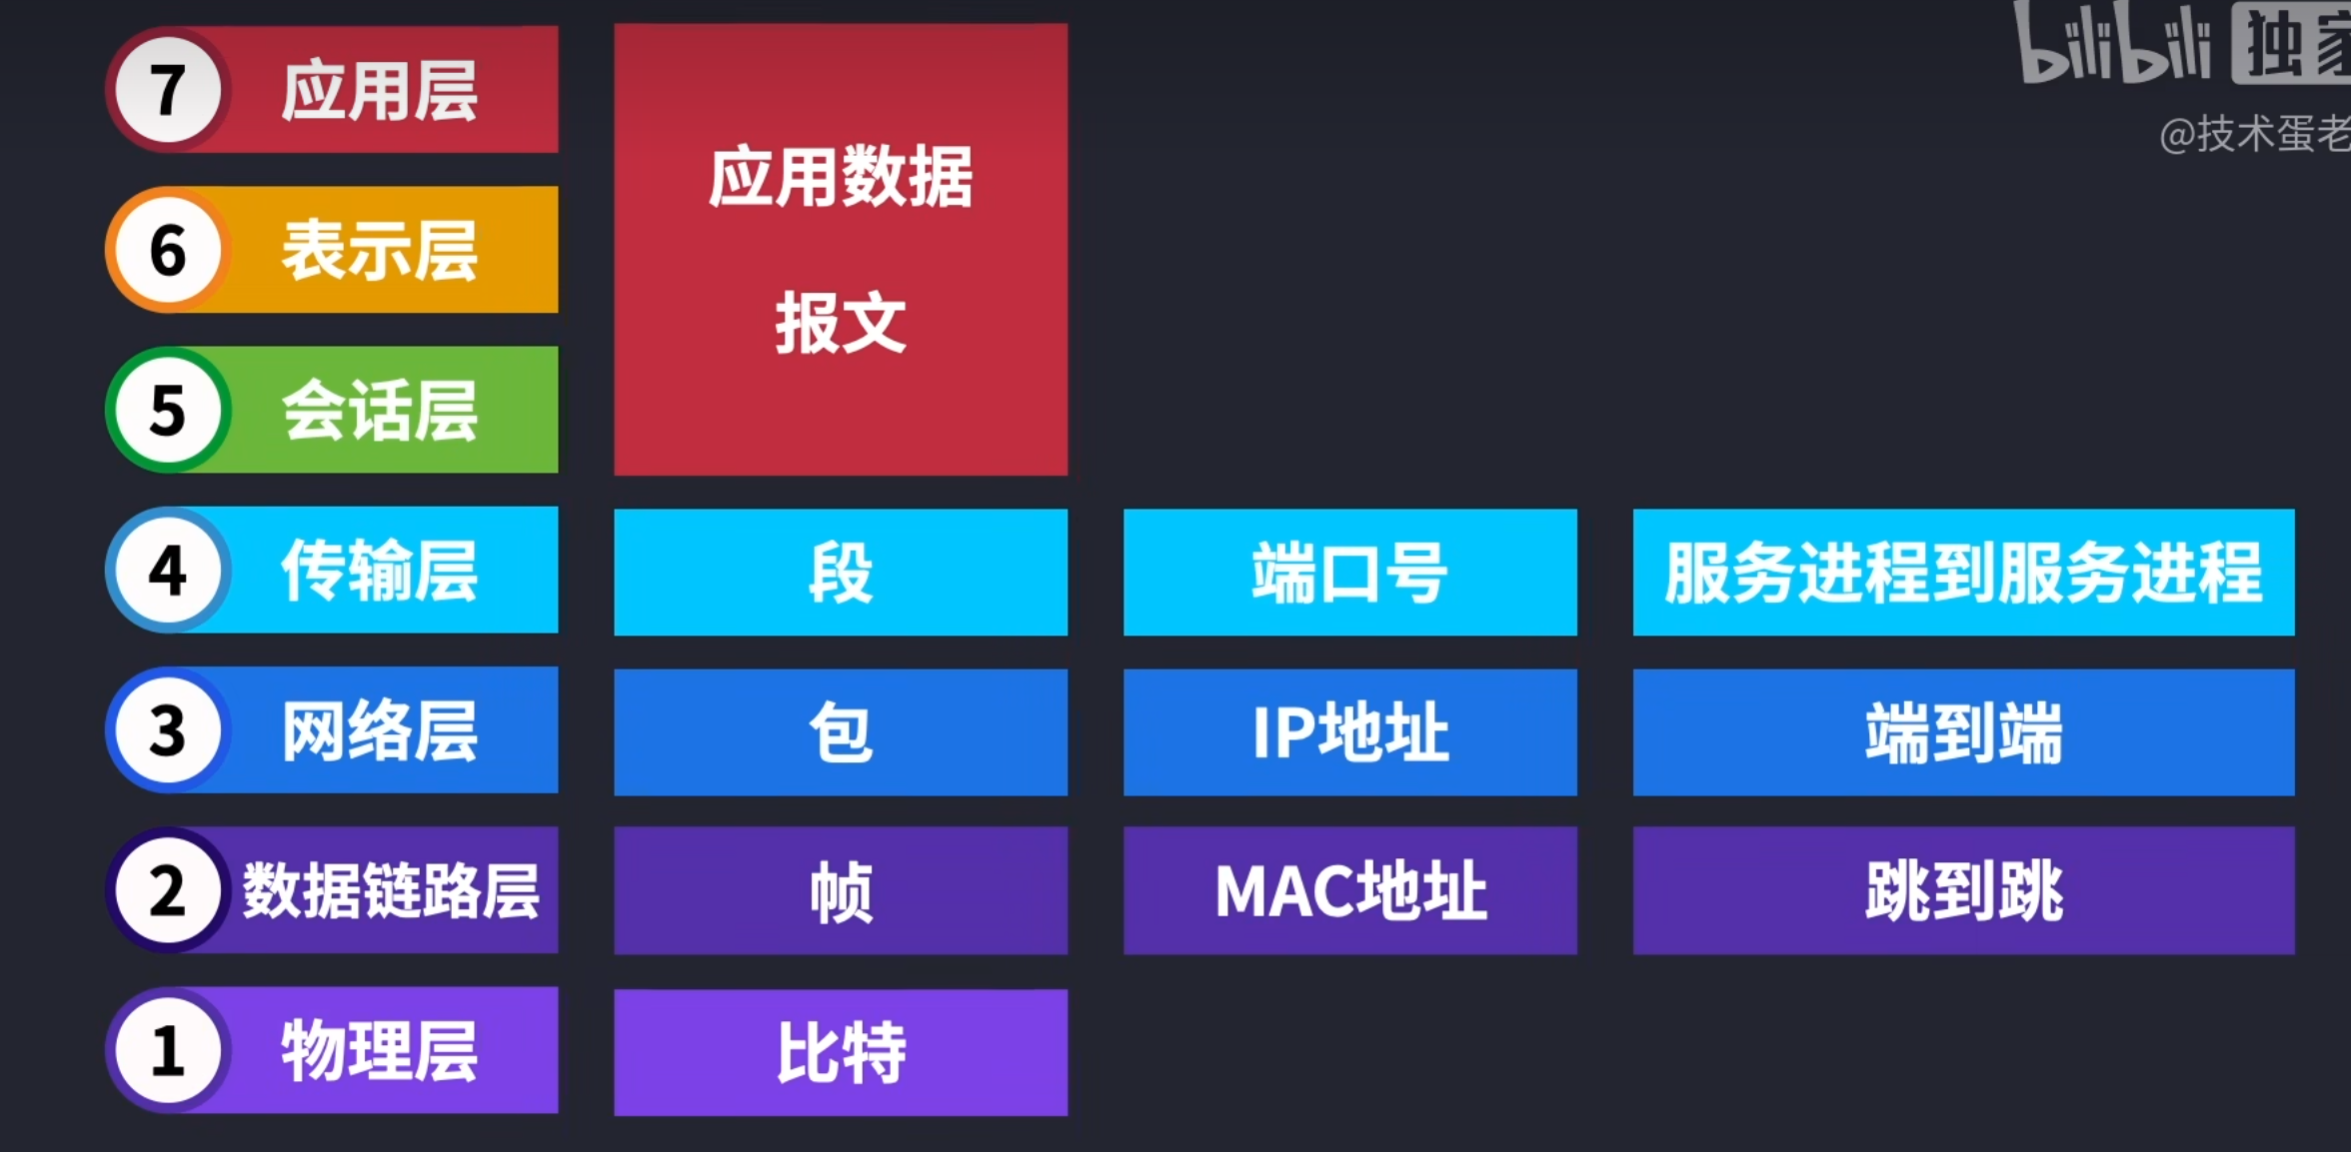 bilibili 独家
@技术蛋老
7 应用层
应用数据
报文
6 表示层
5 会话层
4 传输层 段 端口号 服务进程到服务进程
3 网络层 包 IP地址 端到端
2 数据链路层 帧 MAC地址 跳到跳
1 物理层 比特